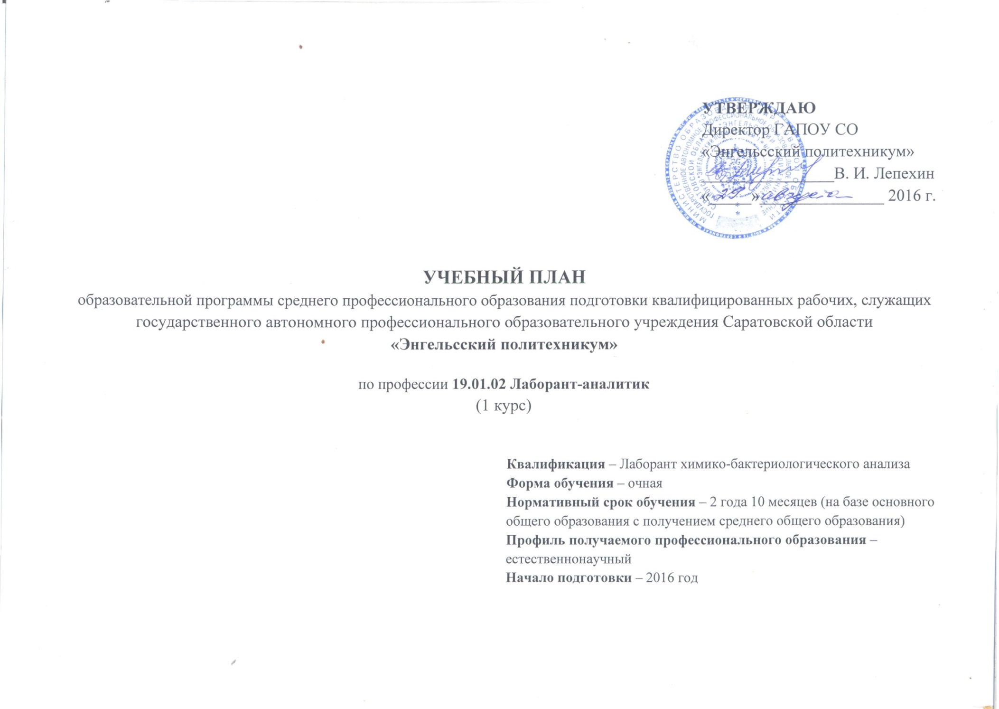 УТВЕРЖДАЮ
Директор ГАПОУ СО
«Энгельсский политехникум»
В. И. Лепехин
«29» августа 2016 г.
УЧЕБНЫЙ ПЛАН
образовательной программы среднего профессионального образования подготовки квалифицированных рабочих, служащих
государственного автономного профессионального образовательного учреждения Саратовской области
«Энгельсский политехникум»
по профессии 19.01.02 Лаборант-аналитик
(1 курс)
Квалификация – Лаборант химико-бактериологического анализа
Форма обучения – очная
Нормативный срок обучения – 2 года 10 месяцев (на базе основного
общего образования с получением среднего общего образования)
Профиль получаемого профессионального образования –
естественнонаучный
Начало подготовки – 2016 год